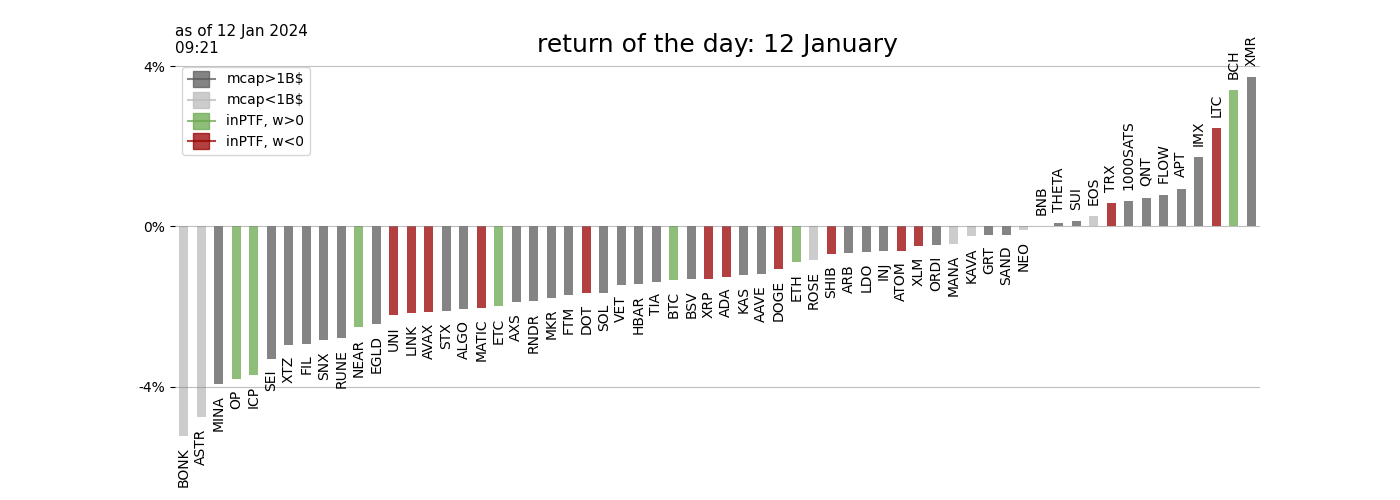 as of 12 Jan 2024
09:21
return of the day: 12 January
4%
0%
-4%
mcap>1B$
mcap<1B$
inPTF, w>0
inPTF, w<0
BONK
ASTR
MINA
OP
ICP
SEI
XTZ
FIL
SNX
RUNE
NEAR
EGLD
UNI
LINK
AVAX
STX
ALGO
MATIC
ETC
AXS
RNDR
MKR
FTM
DOT
SOL
VET
HBAR
TIA
BTC
BSV
XRP
ADA
KAS
AAVE
DOGE
ETH
ROSE
SHIB
ARB
LDO
INJ
ATOM
XLM
ORDI
MANA
KAVA
GRT
SAND
NEO
BNB
THETA
SUI
EOS
TRX
1000SATS
QNT
FLOW
APT
IMX
LTC
BCH
XMR